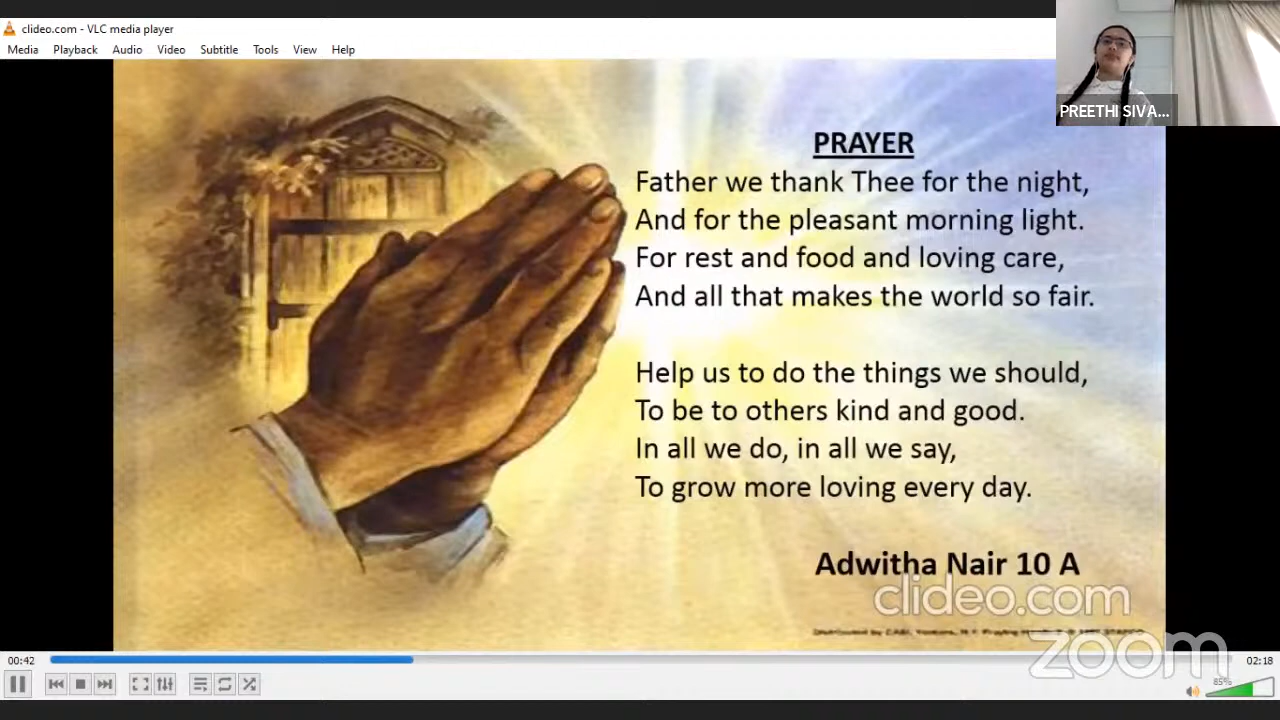 clideo.com - VLC media player
Media Playback Audio Video Subtitle Tools View Help
PREETHI SIVA...
PRAYER
Father we thank Thee for the night,
And for the pleasant morning light.
For rest and food and loving care,
And all that makes the world so fair.
Help us to do the things we should,
To be to others kind and good.
In all we do, in all we say,
To grow more loving every day.
Adwitha Nair 10 A
clideo.com
Distributed by
zoom
00:42
02:18
85%